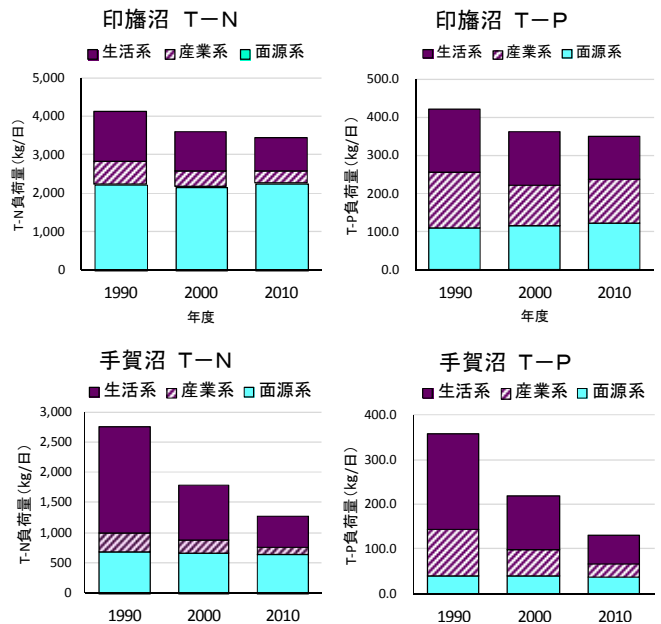 印旛沼 T－N
■生活系 ▨産業系 ■面源系
T-N負荷量(kg/日)
5,000
4,000
3,000
2,000
1,000
0
1990 2000 2010
年度
印旛沼 T－P
■生活系 ▨産業系 ■面源系
T-P負荷量(kg/日)
500.0
400.0
300.0
200.0
100.0
0.0
1990 2000 2010
年度
手賀沼 T－N
■生活系 ▨産業系 ■面源系
T-N負荷量(kg/日)
3,000
2,500
2,000
1,500
1,000
500
0
1990 2000 2010
手賀沼 T－P
■生活系 ▨産業系 ■面源系
T-P負荷量(kg/日)
400.0
300.0
200.0
100.0
0.0
1990 2000 2010